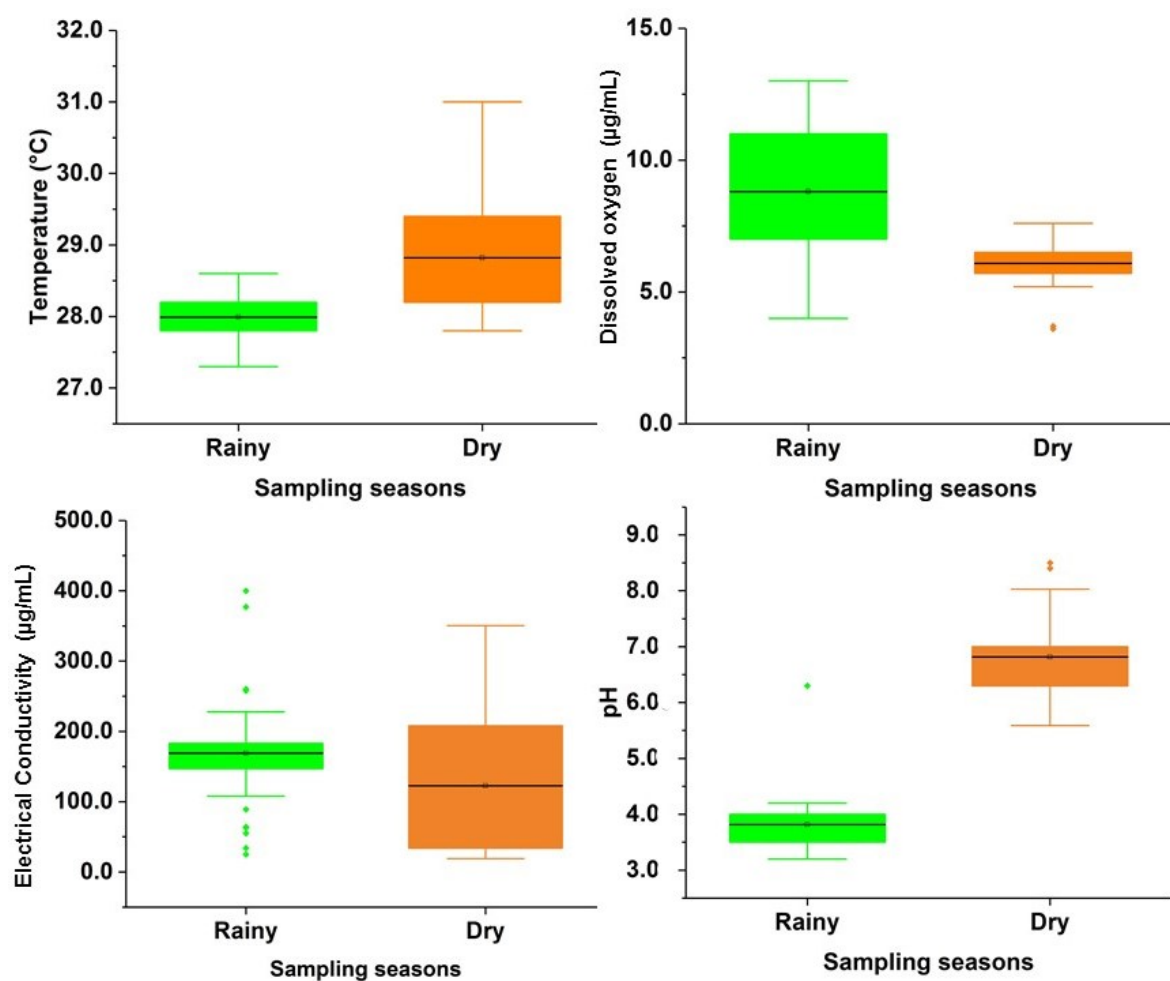 Temperature (°C)
32.0
31.0
30.0
29.0
28.0
27.0
Rainy Dry
Sampling seasons
Dissolved oxygen (µg/mL)
15.0
10.0
5.0
0.0
Rainy Dry
Sampling seasons
Electrical Conductivity (µg/mL)
500.0
400.0
300.0
200.0
100.0
0.0
Rainy Dry
Sampling seasons
pH
9.0
8.0
7.0
6.0
5.0
4.0
3.0
Rainy Dry
Sampling seasons